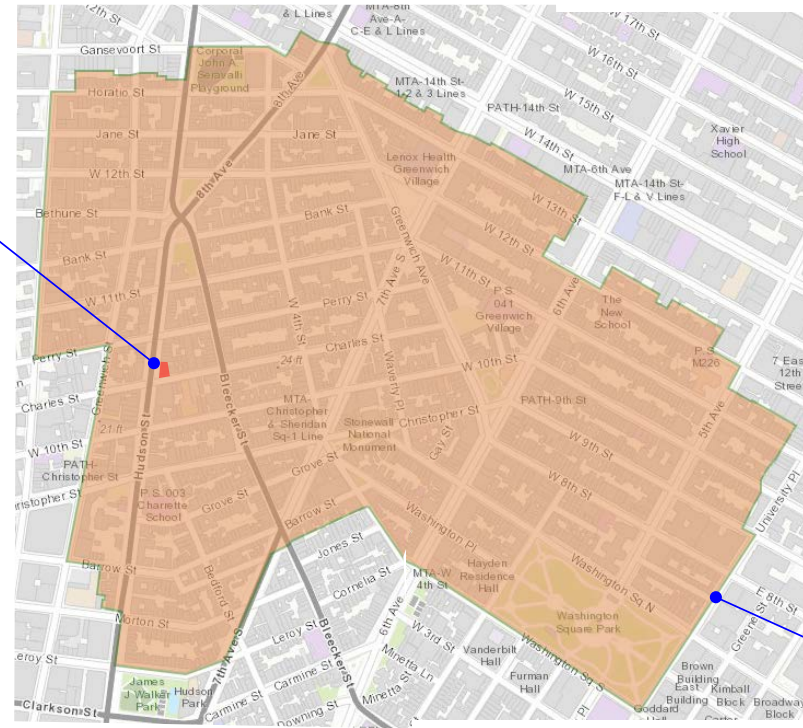 & L Lines
MTA-8th
Ave-A-
C-E & L Lines
W 17th St
Gansevoort St
Corporal
John A.
Seravalli
Playground
W 16th St
MTA-14th St-
1-2 & 3 Lines
8th Ave
Horatio St
PATH-14th St
W 15th St
Jane St
Jane St
W 14th St
Xavier
High
School
Lenox Health
Greenwich
Village
MTA-6th Ave
W 12th St
8th Ave
MTA-14th St-
F-L & V Lines
W 13th St
Bethune St
Bank St
Greenwich Ave
W 12th St
Bank St
7th Ave S
W 11th St
W 11th St
W 4th St
Perry St
P. S.
041
Greenwich
Village
6th Ave
The
New
School
Charles St
Perry St
Greenwich St
24 ft
Waverly Pl
W 10th St
P. S.
M226
7 Eas
12th
Stree
Charles St
Bleecker St
MTA-
Christopher
& Sheridan
Sq-1 Line
PATH-9th St
5th Ave
21 ft
Hudson St
Stonewall
National
Monument
Christopher St
Gay St
W 10th St
W 9th St
PATH-
Christopher St
Grove St
W 8th St
University Pl
ristopher St
P. S. 003
Charrette
School
Grove St
Barrow St
Washington Pl
Jones St
Washington Sq N
Barrow St
Bedford St
Cornelia St
MTA-W
4th St
Hayden
Residence
Hall
E 8th St
Greene St
Morton St
Bleecker St
6th Ave
Washington
Square Park
Leroy St
W 3rd St
Leroy St
7th Ave S
Minetta Ln
Vanderbilt
Hall
Washington Sq S
James
J Walker
Park
Hudson
Park
Carmine St
Carmine St
Minetta St
Furman
Hall
Brown
Building
East
Building
Kimball
Block
Broadway
Block
Clarkson St
Downing St
Goddard